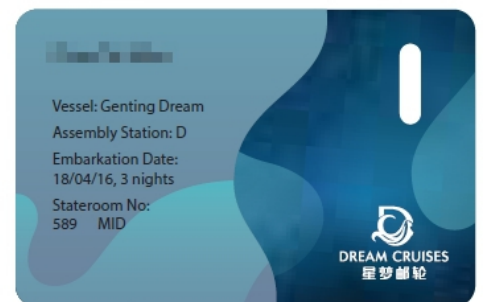 Vessel: Genting Dream
Assembly Station: D
Embarkation Date:
18/04/16, 3 nights
Stateroom No:
589 MID
DREAM CRUISES
星梦邮轮